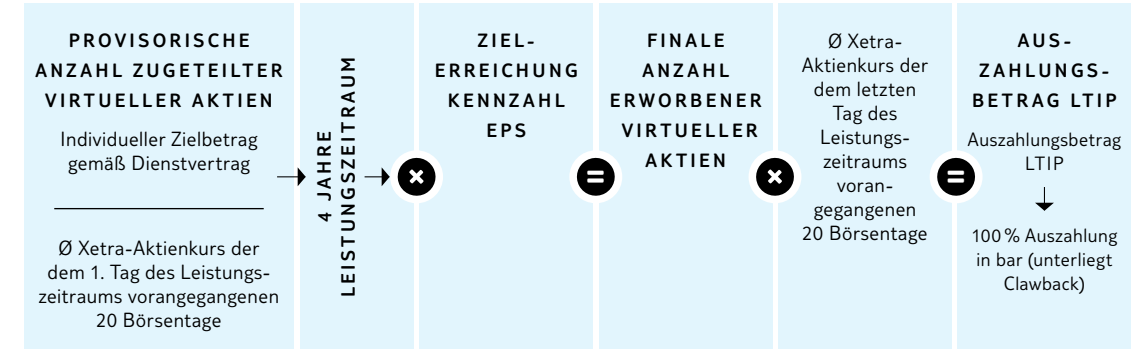 PROVISORISCHE
ANZAHL ZUGETEILTER
VIRTUELLER AKTIEN
Individueller Zielbetrag
gemäß Dienstvertrag
Ø Xetra-Aktienkurs der
dem 1. Tag des Leistungs-
zeitraums vorangegangenen
20 Börsentage
4 JAHRE
LEISTUNGSZEITRAUM
×
ZIEL-
ERREICHUNG
KENNZAHL
EPS
=
FINALE
ANZAHL
ERWORBENER
VIRTUELLER
AKTIEN
×
Ø Xetra-
Aktienkurs der
dem letzten
Tag des
Leistungs-
zeitraums
voran-
gegangenen
20 Börsentage
=
AUS-
ZAHLUNGS-
BETRAG LTIP
Auszahlungsbetrag
LTIP
100 % Auszahlung
in bar (unterliegt
Clawback)